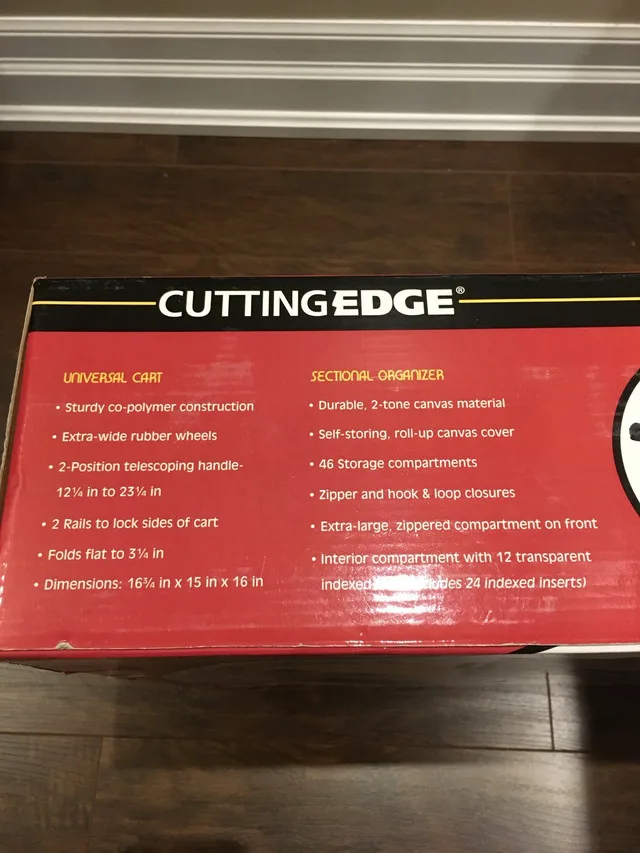 CUTTINGEDGE®
UNIVERSAL CART
• Sturdy co-polymer construction
• Extra-wide rubber wheels
• 2-Position telescoping handle-
12¼ in to 23¼ in
• 2 Rails to lock sides of cart
• Folds flat to 3¼ in
• Dimensions: 16¾ in x 15 in x 16 in
SECTIONAL ORGANIZER
• Durable, 2-tone canvas material
• Self-storing, roll-up canvas cover
• 46 Storage compartments
• Zipper and hook & loop closures
• Extra-large, zippered compartment on front
• Interior compartment with 12 transparent
indexed 24 indexed inserts)